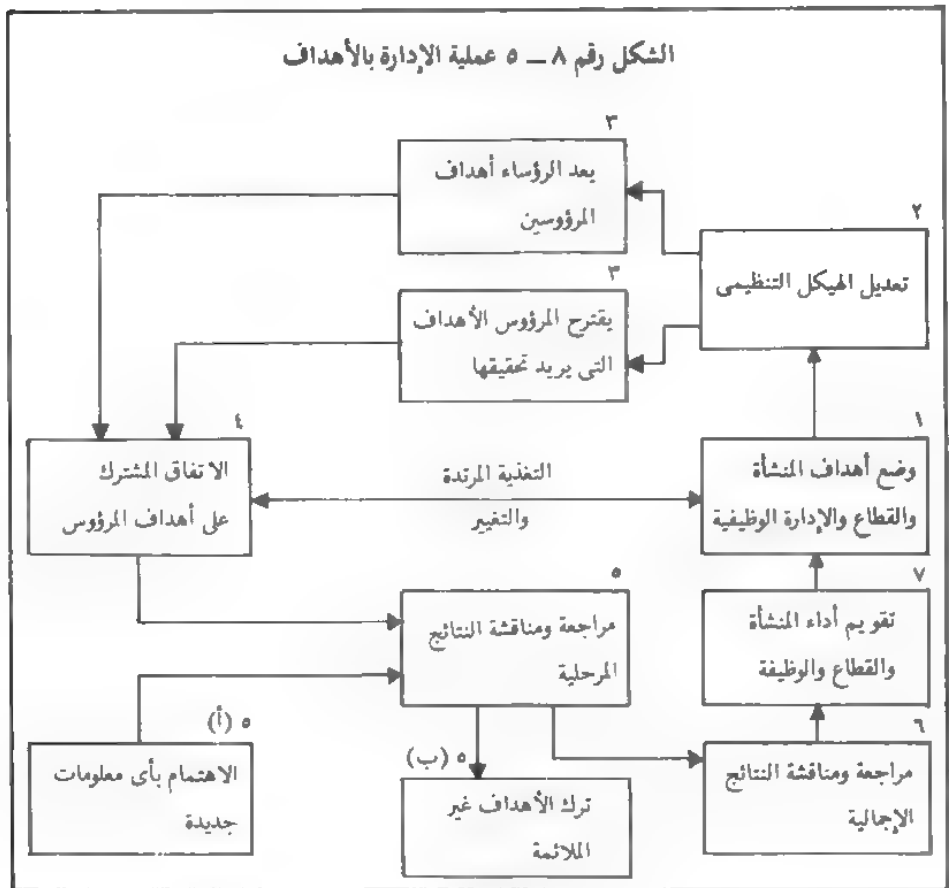 الشكل رقم ٨ — ٥ عملية الإدارة بالأهداف
٣
يعد الرؤساء أهداف
المرؤوسين
٢
تعديل الهيكل التنظيمى
٣
يقترح المرؤوس الأهداف
التى يريد تحقيقها
١
وضع أهداف المنشأة
والقطاع والإدارة الوظيفية
التغذية المرتدة
والتغيير
٤
الاتفاق المشترك
على أهداف المرؤوس
٥
مراجعة ومناقشة النتائج
المرحلية
٧
تقويم أداء المنشأة
والقطاع والوظيفة
٥ (أ)
الاهتمام بأى معلومات
جديدة
٥ (ب)
ترك الأهداف غير
الملائمة
٦
مراجعة ومناقشة النتائج
الإجمالية